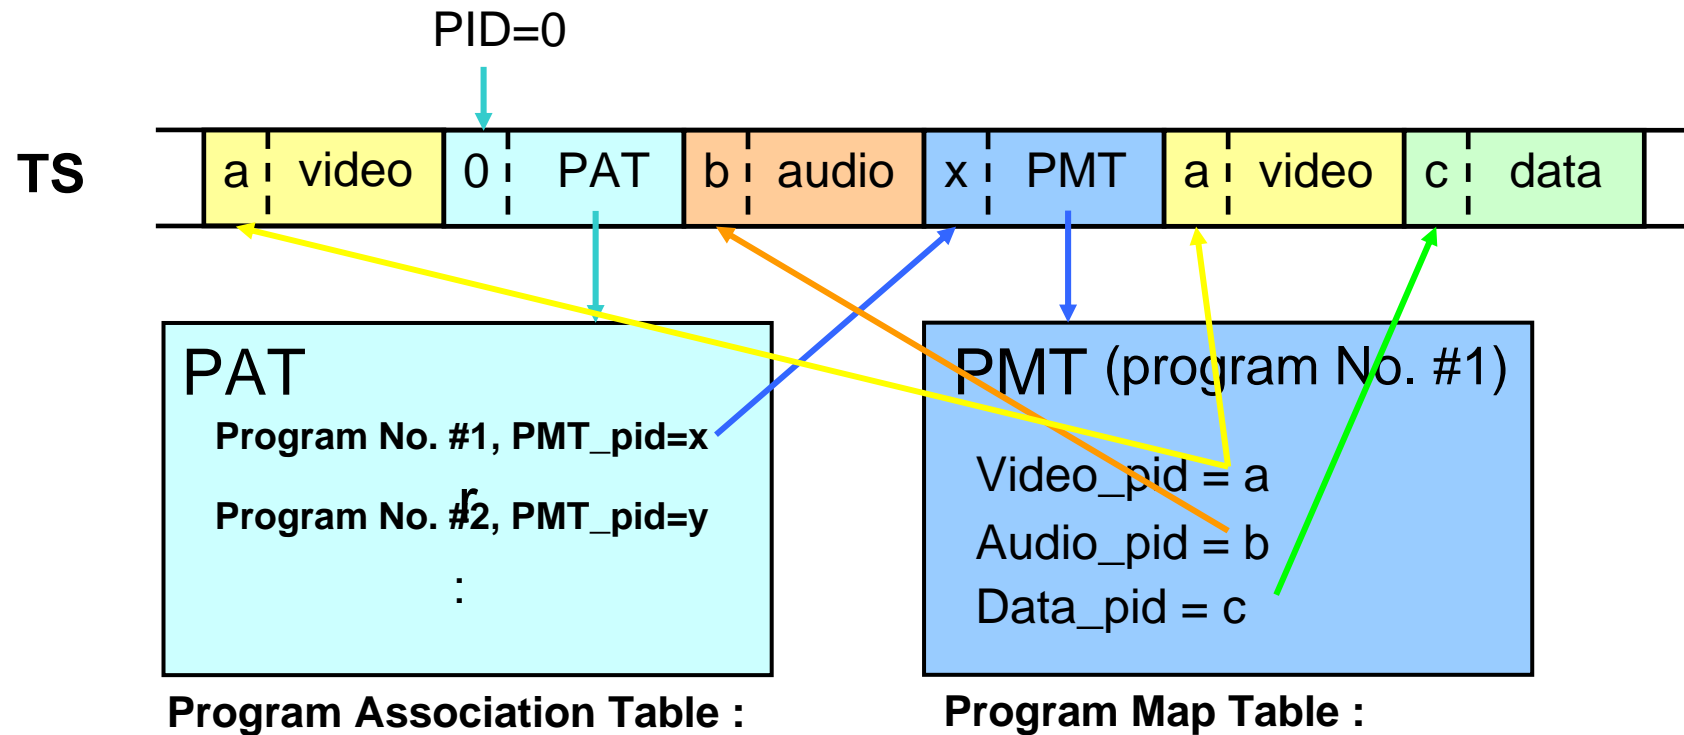 PID=0
TS a video 0 PAT b audio x PMT a video c data
PAT
Program No. #1, PMT_pid=x
r
Program No. #2, PMT_pid=y
:
PMT (program No. #1)
Video_pid = a
Audio_pid = b
Data_pid = c
Program Association Table :
Program Map Table :